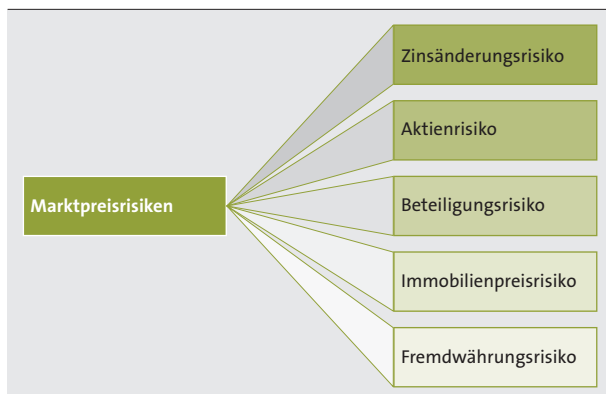 Marktpreisrisiken
Zinsänderungsrisiko
Aktienrisiko
Beteiligungsrisiko
Immobilienpreisrisiko
Fremdwährungsrisiko